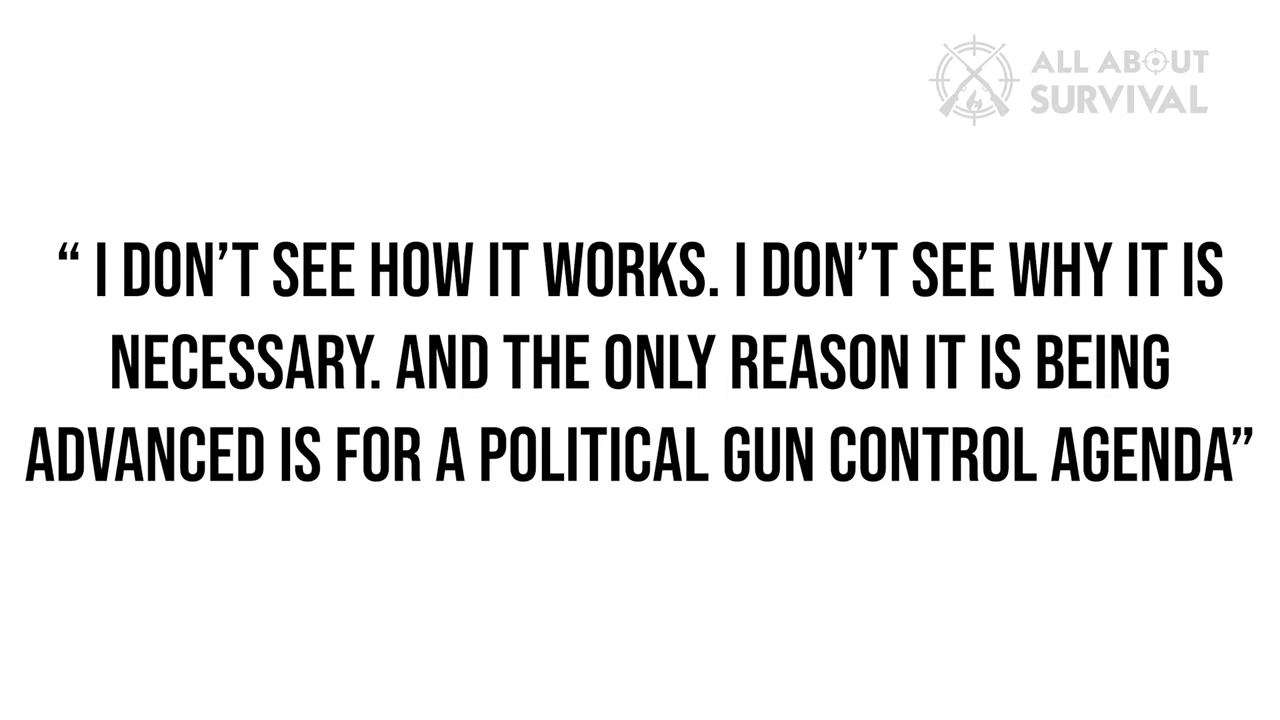 ALL ABOUT
SURVIVAL
“ I DON’T SEE HOW IT WORKS. I DON’T SEE WHY IT IS
NECESSARY. AND THE ONLY REASON IT IS BEING
ADVANCED IS FOR A POLITICAL GUN CONTROL AGENDA”